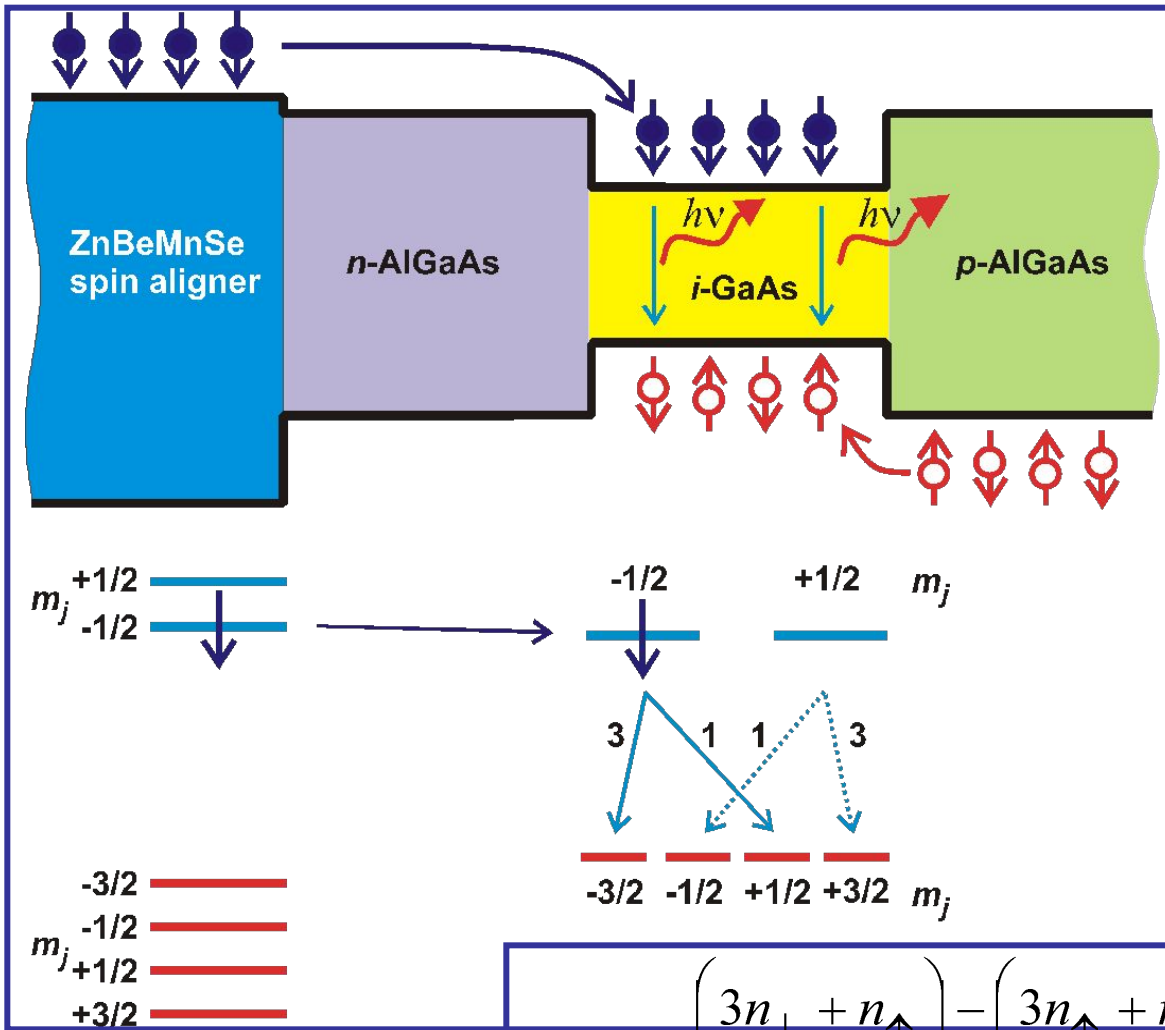 ZnBeMnSe
spin aligner
n-AlGaAs
hν
hν
i-GaAs
p-AlGaAs
+1/2
m_j
-1/2
-1/2
+1/2
m_j
3
1
1
3
-3/2
-1/2
+1/2
+3/2
m_j
-3/2
-1/2
m_j
+1/2
+3/2
(3n↓ + n↑) − (3n↑ +